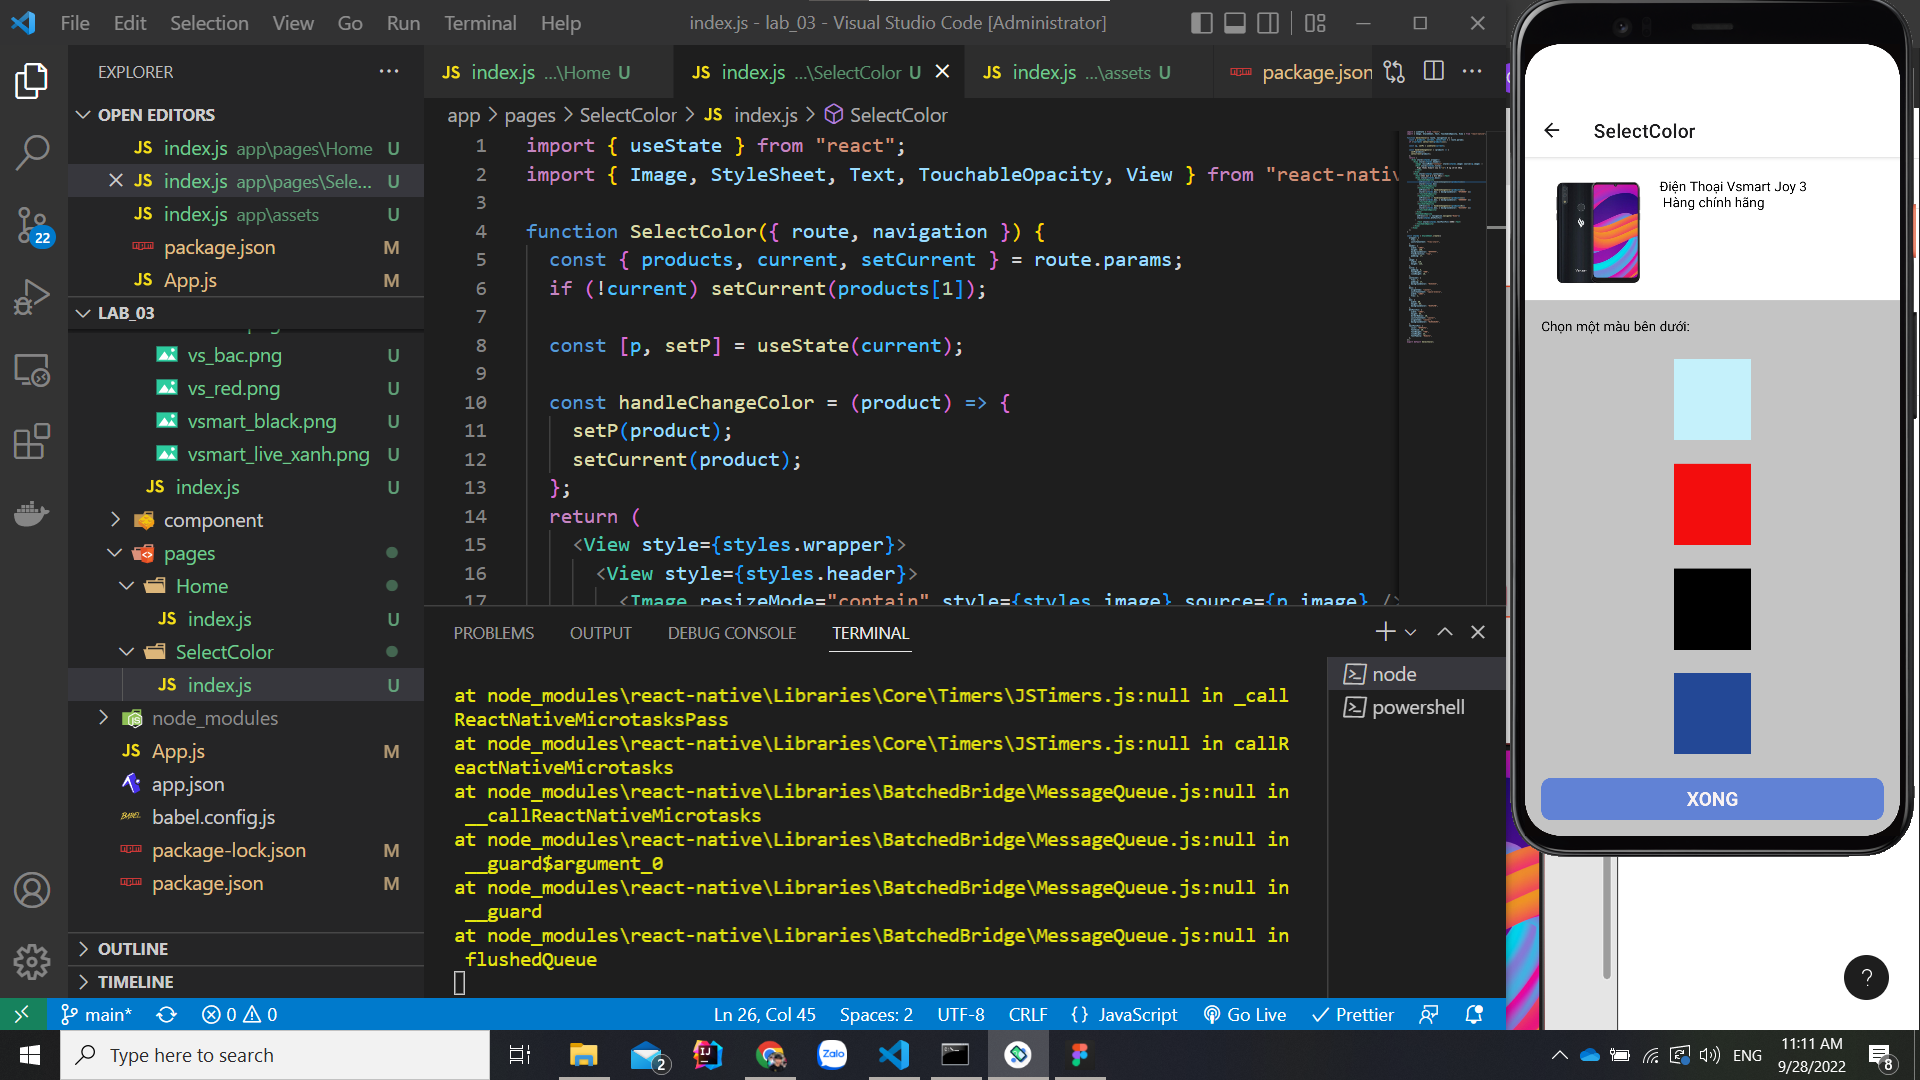 File Edit Selection View Go Run Terminal Help
index.js - lab_03 - Visual Studio Code [Administrator]
EXPLORER
OPEN EDITORS
JS index.js app\pages\Home U
JS index.js app\pages\Sele... U
JS index.js app\assets U
package.json M
JS App.js M
LAB_03
vs_bac.png U
vs_red.png U
vsmart_black.png U
vsmart_live_xanh.png U
JS index.js U
component
pages
Home
JS index.js U
SelectColor
JS index.js U
node_modules
JS App.js M
app.json
babel.config.js
package-lock.json M
package.json M
OUTLINE
TIMELINE
22
JS index.js ...\Home U
JS index.js ...\SelectColor U
JS index.js ...\assets U
package.json
app > pages > SelectColor > JS index.js > SelectColor
1 import { useState } from "react";
2 import { Image, StyleSheet, Text, TouchableOpacity, View } from "react-nativ
3
4 function SelectColor({ route, navigation }) {
5 const { products, current, setCurrent } = route.params;
6 if (!current) setCurrent(products[1]);
7
8 const [p, setP] = useState(current);
9
10 const handleChangeColor = (product) => {
11 setP(product);
12 setCurrent(product);
13 };
14 return (
15 <View style={styles.wrapper}>
16 <View style={styles.header}>
17 <Image resizeMode="contain" style={styles.image} source={p.image} />
PROBLEMS OUTPUT DEBUG CONSOLE TERMINAL
at node_modules\react-native\Libraries\Core\Timers\JSTimers.js:null in _call
ReactNativeMicrotasksPass
at node_modules\react-native\Libraries\Core\Timers\JSTimers.js:null in callR
eactNativeMicrotasks
at node_modules\react-native\Libraries\BatchedBridge\MessageQueue.js:null in
__callReactNativeMicrotasks
at node_modules\react-native\Libraries\BatchedBridge\MessageQueue.js:null in
__guard$argument_0
at node_modules\react-native\Libraries\BatchedBridge\MessageQueue.js:null in
__guard
at node_modules\react-native\Libraries\BatchedBridge\MessageQueue.js:null in
flushedQueue
node
powershell
SelectColor
Điện Thoại Vsmart Joy 3
Hàng chính hãng
Chọn một màu bên dưới:
XONG
?
main* 0 0 Ln 26, Col 45 Spaces: 2 UTF-8 CRLF {} JavaScript Go Live Prettier
Type here to search
2
Zalo
ENG
11:11 AM
9/28/2022
8